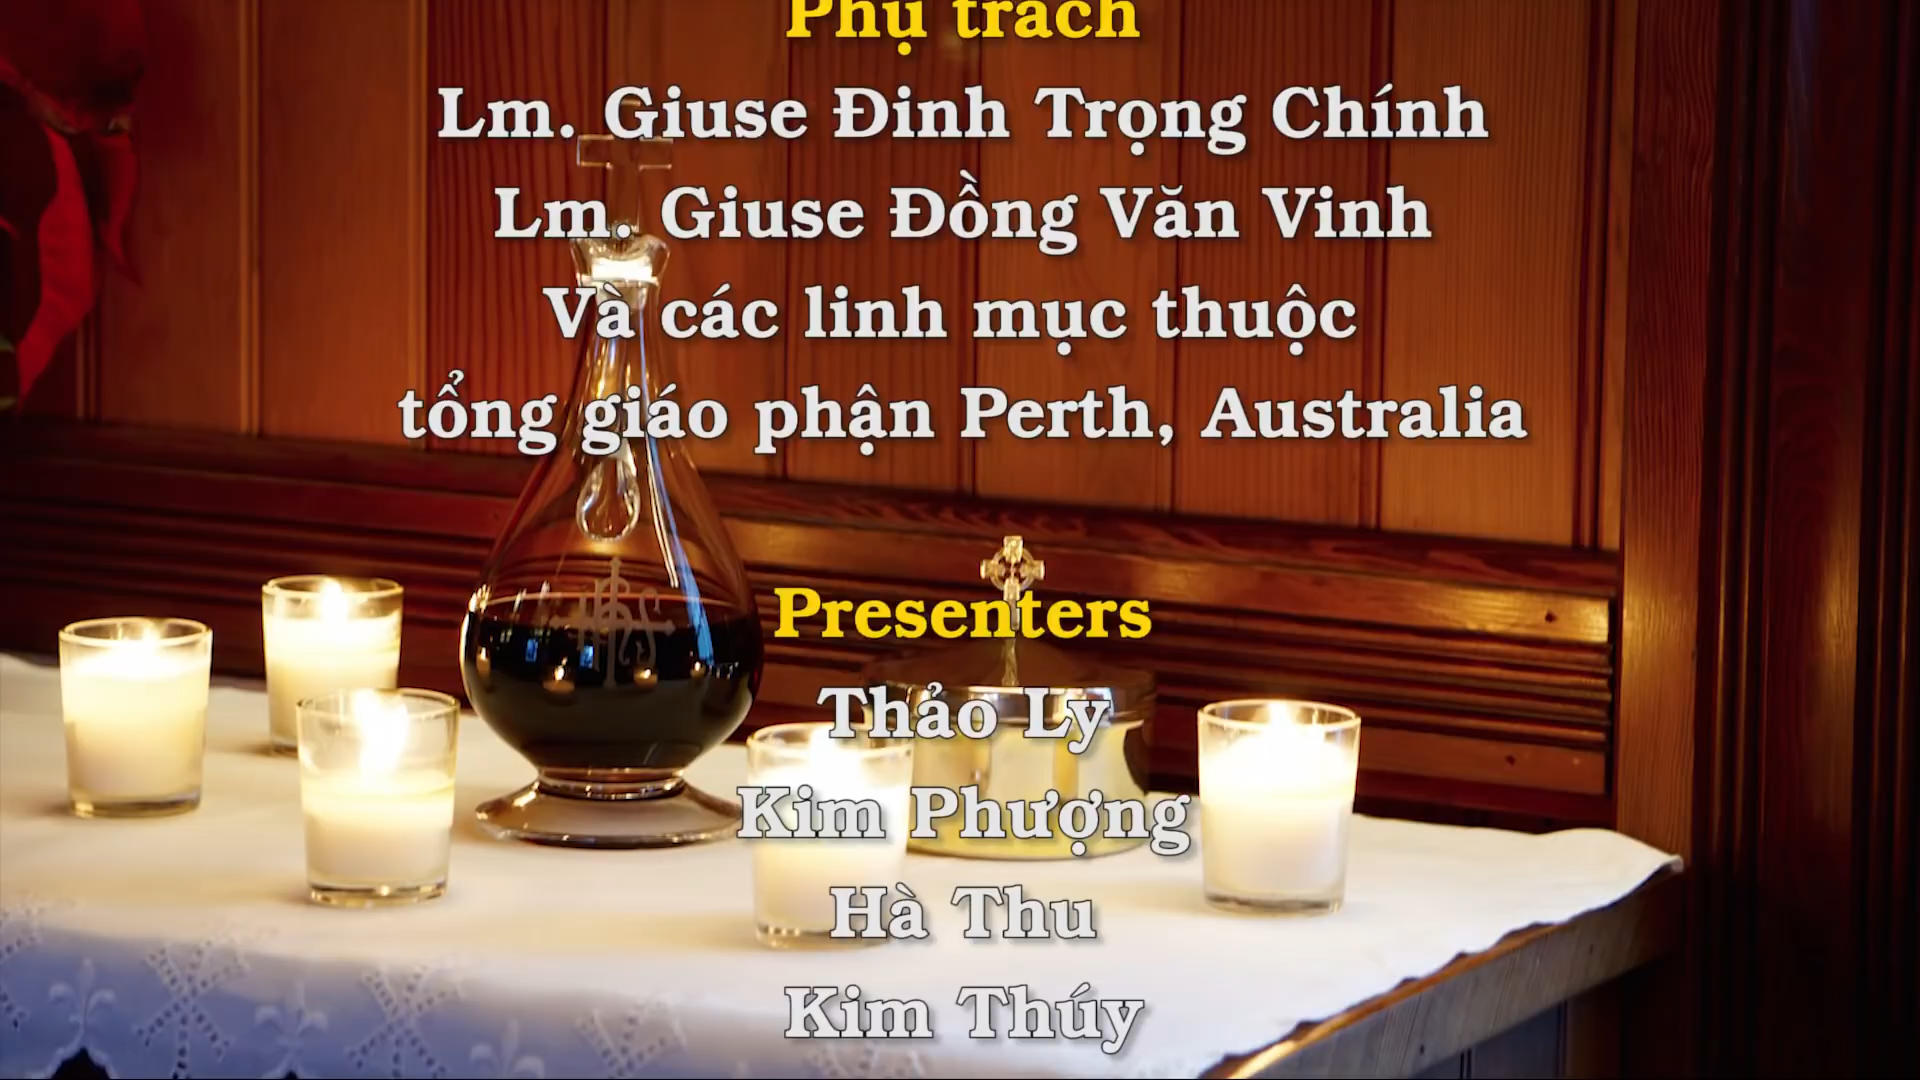 Phụ trách
Lm. Giuse Đinh Trọng Chính
Lm. Giuse Đồng Văn Vinh
Và các linh mục thuộc
tổng giáo phận Perth, Australia
Presenters
Thảo Ly
Kim Phượng
Hà Thu
Kim Thúy